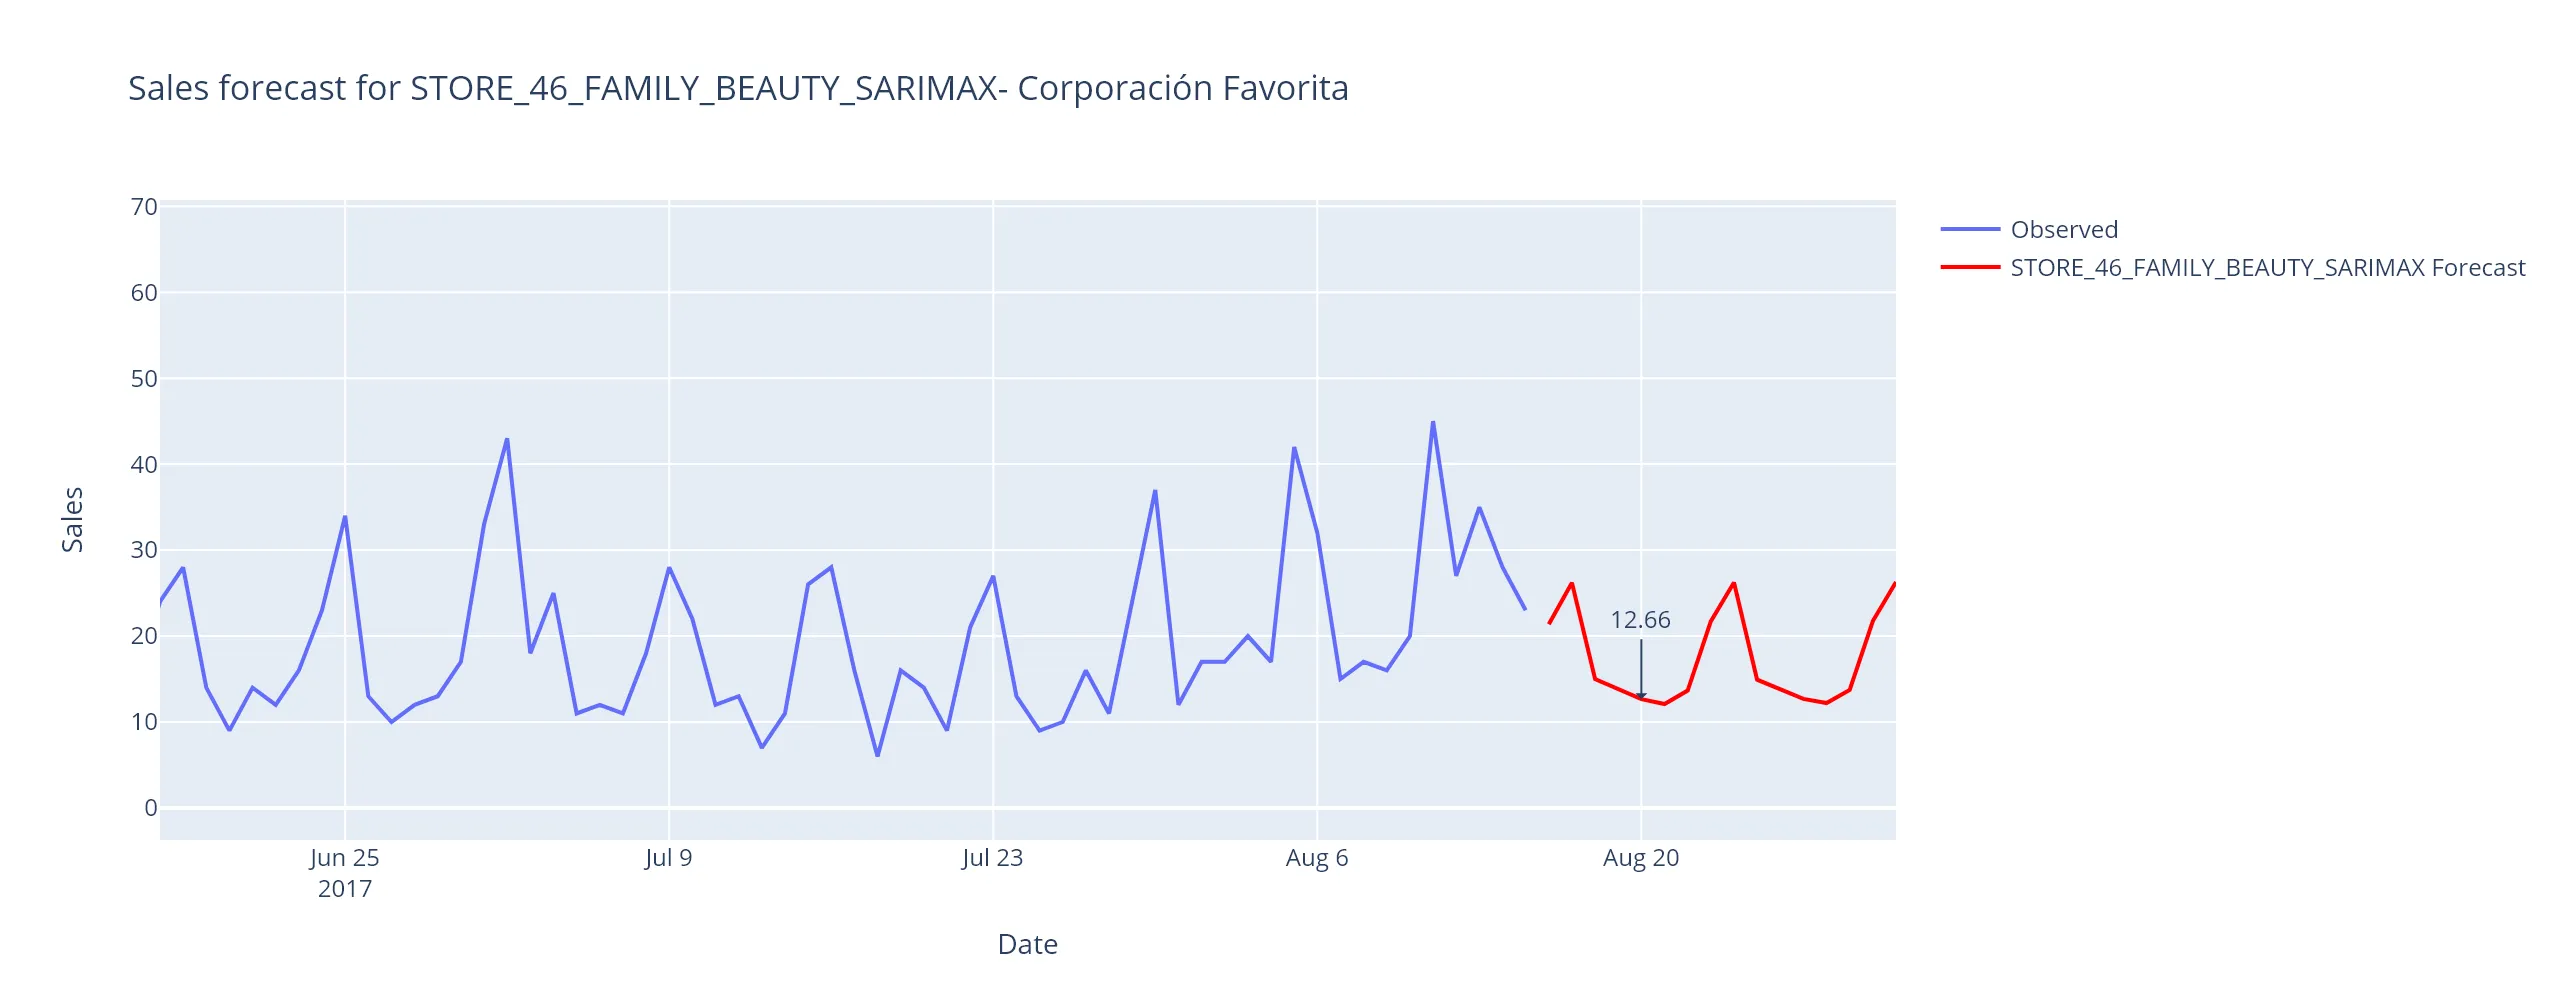 Sales forecast for STORE_46_FAMILY_BEAUTY_SARIMAX- Corporación Favorita
Observed
STORE_46_FAMILY_BEAUTY_SARIMAX Forecast
70
60
50
40
30
20
10
0
Sales
12.66
Jun 25
2017
Jul 9
Jul 23
Aug 6
Aug 20
Date